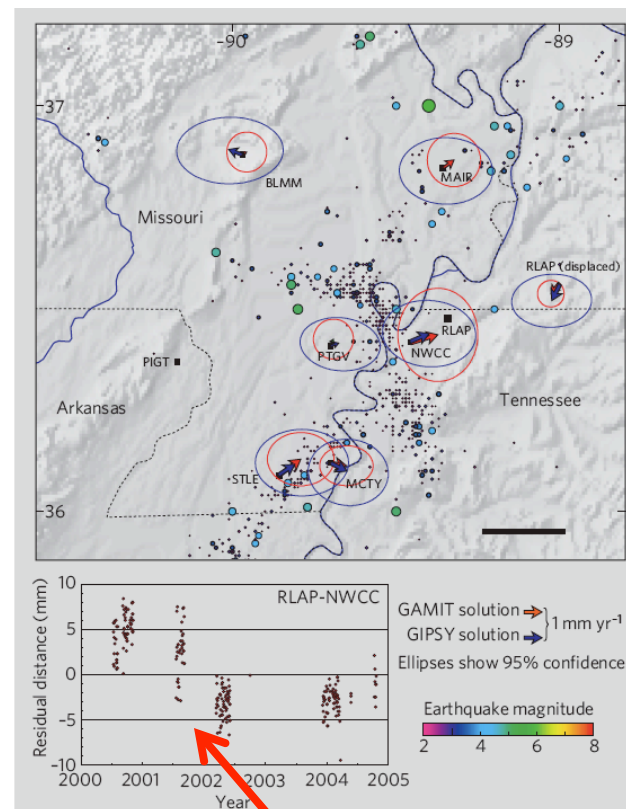 -90
-89
37
BLMM
MAIR
Missouri
RLAP (displaced)
RLAP
PIGT
PTGV
NWCC
Arkansas
Tennessee
STLE
MCTY
36
10
5
0
-5
-10
RLAP-NWCC
Residual distance (mm)
2000 2001 2002 2003 2004 2005
Year
GAMIT solution
GIPSY solution
1 mm yr⁻¹
Ellipses show 95% confidence
Earthquake magnitude
2 4 6 8